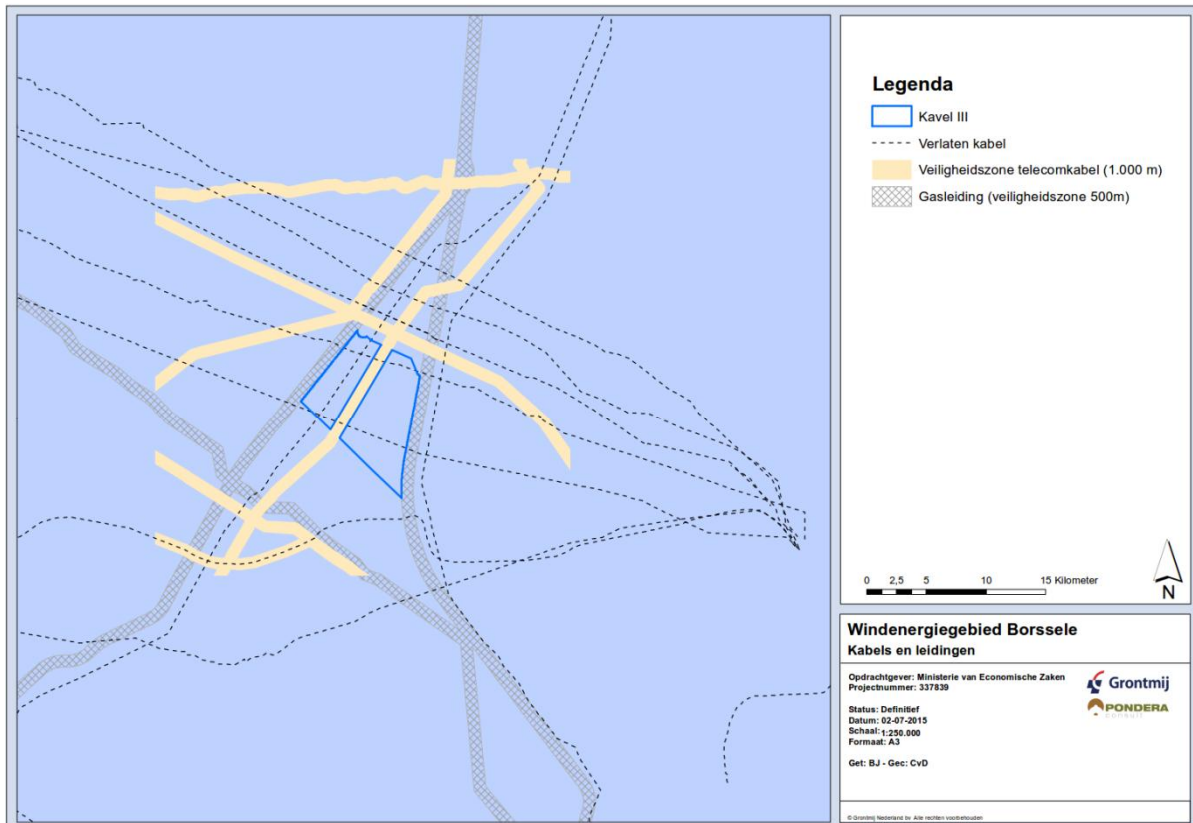 Legenda
Kavel III
Verlaten kabel
Veiligheidszone telecomkabel (1.000 m)
Gasleiding (veiligheidszone 500m)
0 2,5 5 10 15 Kilometer
N
Windenergiegebied Borssele
Kabels en leidingen
Opdrachtgever: Ministerie van Economische Zaken
Projectnummer: 337839
Grontmij
PONDERA
consult
Status: Definitief
Datum: 02-07-2015
Schaal:1:250.000
Formaat: A3
Get: BJ - Gec: CvD
© Grontmij Nederland bv Alle rechten voorbehouden